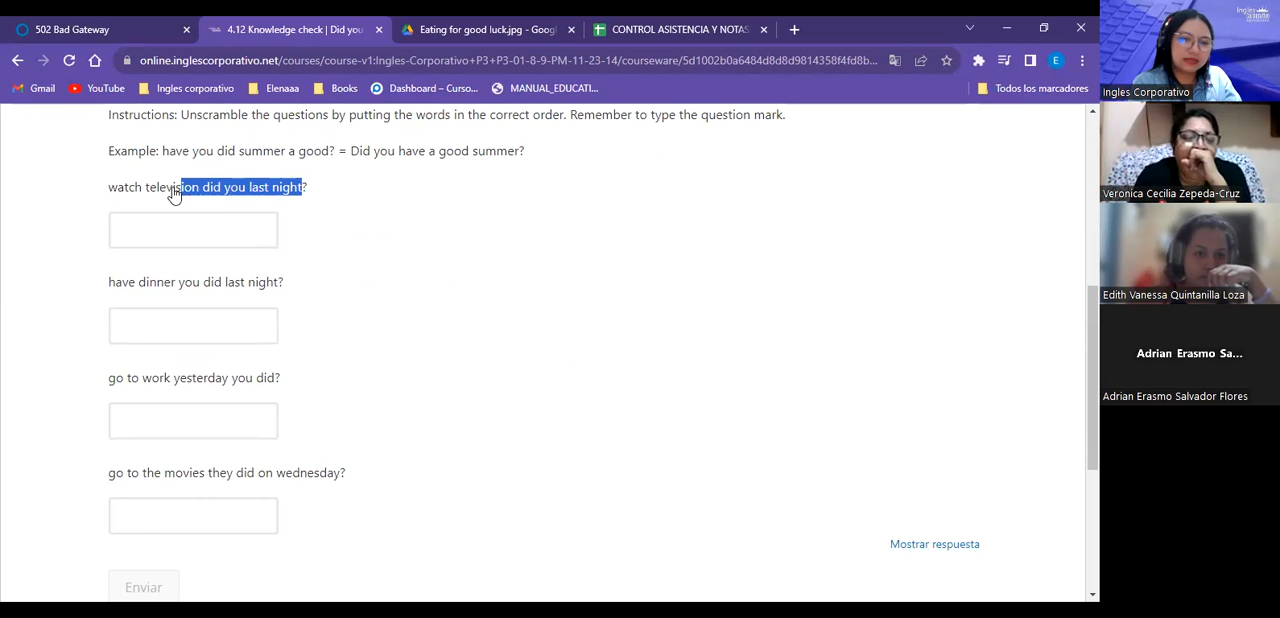 502 Bad Gateway
4.12 Knowledge check | Did you
Eating for good luck.jpg - Googl
CONTROL ASISTENCIA Y NOTAS
online.inglescorporativo.net/courses/course-v1:Ingles-Corporativo+P3+P3-01-8-9-PM-11-23-14/courseware/5d1002b0a6484d8d8d9814358f4fd8b...
E
Gmail
YouTube
Ingles corporativo
Elenaaa
Books
Dashboard – Curso...
MANUAL_EDUCATI...
Todos los marcadores
Instructions: Unscramble the questions by putting the words in the correct order. Remember to type the question mark.
Example: have you did summer a good? = Did you have a good summer?
watch television did you last night?
have dinner you did last night?
go to work yesterday you did?
go to the movies they did on wednesday?
Mostrar respuesta
Enviar
Ingles Corporativo
Veronica Cecilia Zepeda-Cruz
Edith Vanessa Quintanilla Loza
Adrian Erasmo Sa...
Adrian Erasmo Salvador Flores